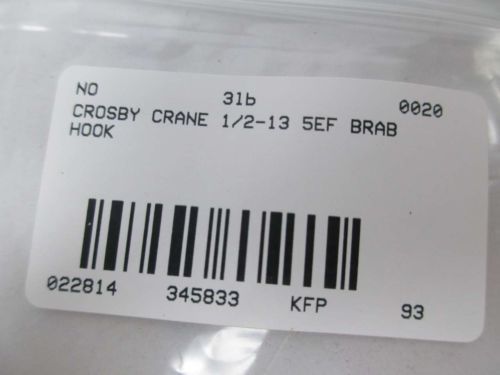 NO 31b 0020
CROSBY CRANE 1/2-13 5EF BRAB
HOOK
022814 345833 KFP 93